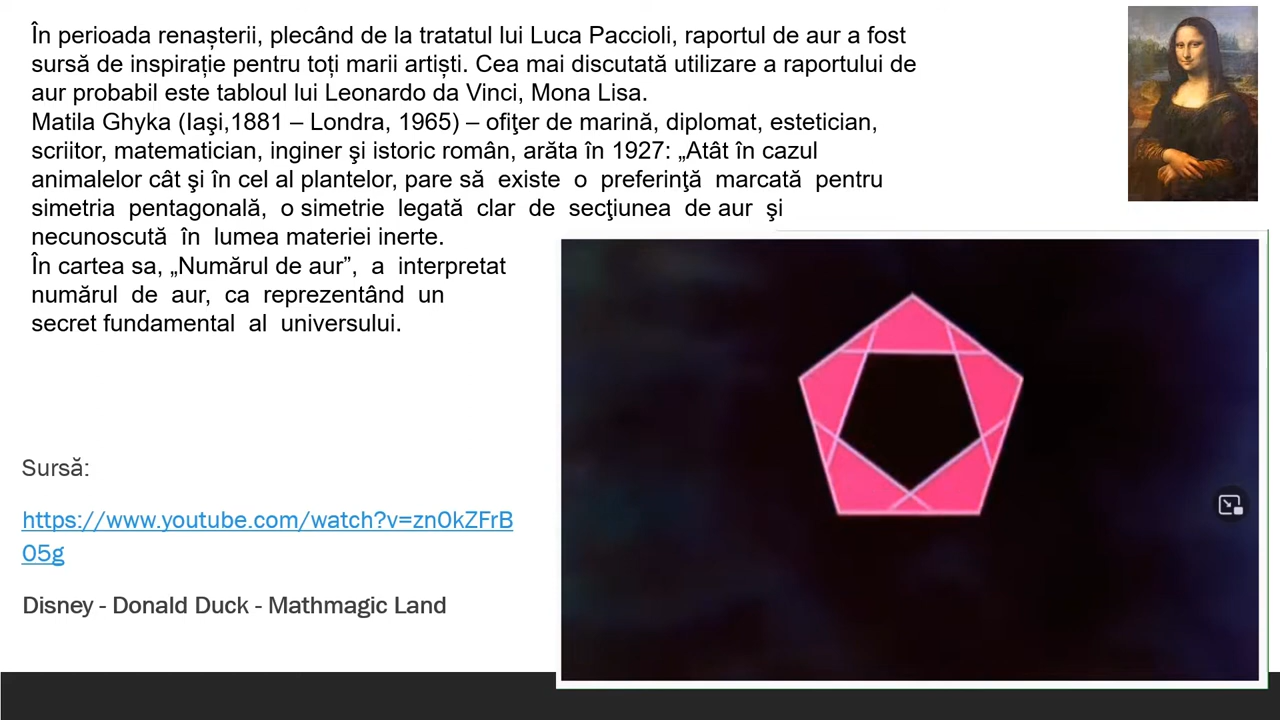 În perioada renașterii, plecând de la tratatul lui Luca Paccioli, raportul de aur a fost
sursă de inspirație pentru toți marii artiști. Cea mai discutată utilizare a raportului de
aur probabil este tabloul lui Leonardo da Vinci, Mona Lisa.
Matila Ghyka (Iaşi,1881 – Londra, 1965) – ofiţer de marină, diplomat, estetician,
scriitor, matematician, inginer şi istoric român, arăta în 1927: „Atât în cazul
animalelor cât şi în cel al plantelor, pare să existe o preferinţă marcată pentru
simetria pentagonală, o simetrie legată clar de secţiunea de aur şi
necunoscută în lumea materiei inerte.
În cartea sa, „Numărul de aur”, a interpretat
numărul de aur, ca reprezentând un
secret fundamental al universului.
Sursă:
https://www.youtube.com/watch?v=zn0kZFrB
05g
Disney - Donald Duck - Mathmagic Land